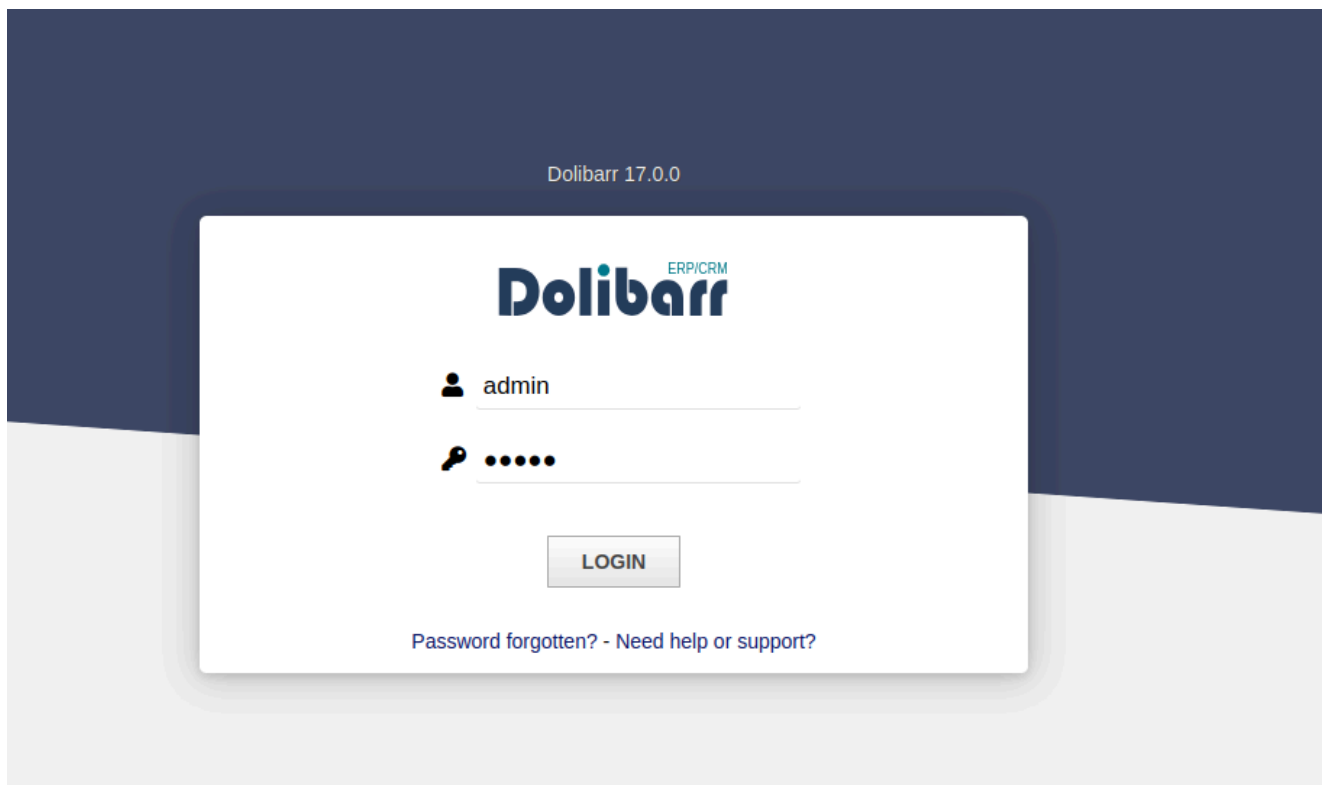 Dolibarr 17.0.0
ERP/CRM
Dolibarr
admin
•••••
LOGIN
Password forgotten? - Need help or support?